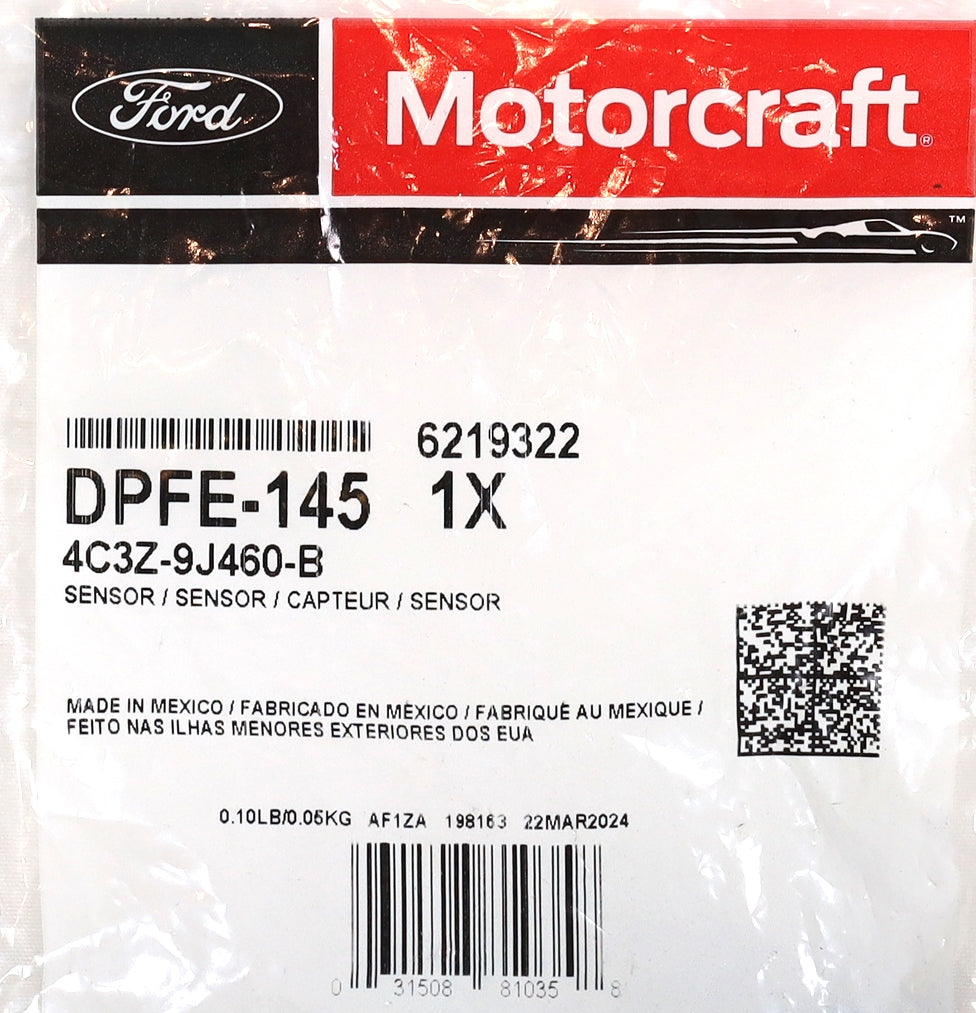 Ford
Motorcraft®
™
6219322
DPFE-145 1X
4C3Z-9J460-B
SENSOR / SENSOR / CAPTEUR / SENSOR
MADE IN MEXICO / FABRICADO EN MÉXICO / FABRIQUÉ AU MEXIQUE /
FEITO NAS ILHAS MENORES EXTERIORES DOS EUA
0.10LB/0.05KG AF1ZA 198163 22MAR2024
0 31508 81035 8